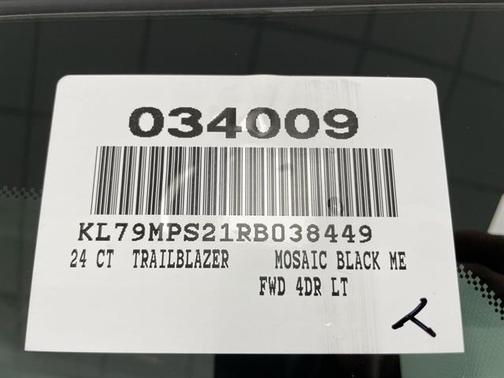 034009
KL79MPS21RB038449
24 CT TRAILBLAZER MOSAIC BLACK ME
FWD 4DR LT